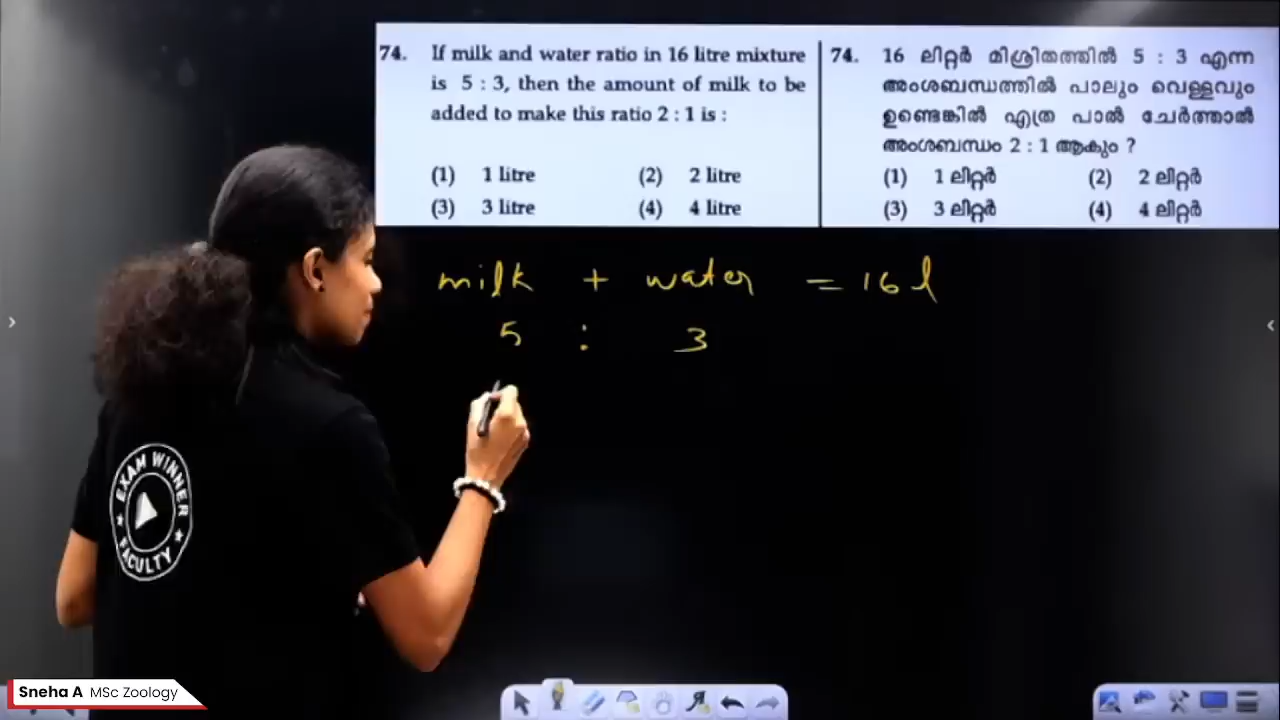 74. If milk and water ratio in 16 litre mixture
is 5 : 3, then the amount of milk to be
added to make this ratio 2 : 1 is :
(1) 1 litre (2) 2 litre
(3) 3 litre (4) 4 litre
74. 16 ലിറ്റർ മിശ്രിതത്തിൽ 5 : 3 എന്ന
അംശബന്ധത്തിൽ പാലും വെള്ളവും
ഉണ്ടെങ്കിൽ എത്ര പാൽ ചേർത്താൽ
അംശബന്ധം 2 : 1 ആകും ?
(1) 1 ലിറ്റർ (2) 2 ലിറ്റർ
(3) 3 ലിറ്റർ (4) 4 ലിറ്റർ
milk + water = 16 l
5 : 3
EXAM WINNER
FACULTY
Sneha A MSc Zoology